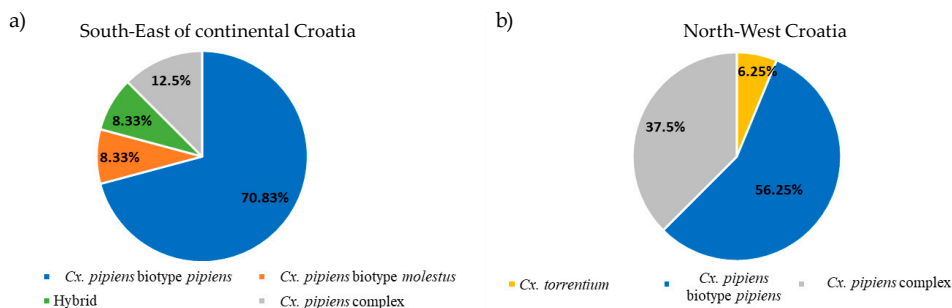 a)
South-East of continental Croatia
12.5%
8.33%
8.33%
70.83%
Cx. pipiens biotype pipiens
Cx. pipiens biotype molestus
Hybrid
Cx. pipiens complex
b)
North-West Croatia
6.25%
37.5%
56.25%
Cx. torrentium
Cx. pipiens
biotype pipiens
Cx. pipiens complex